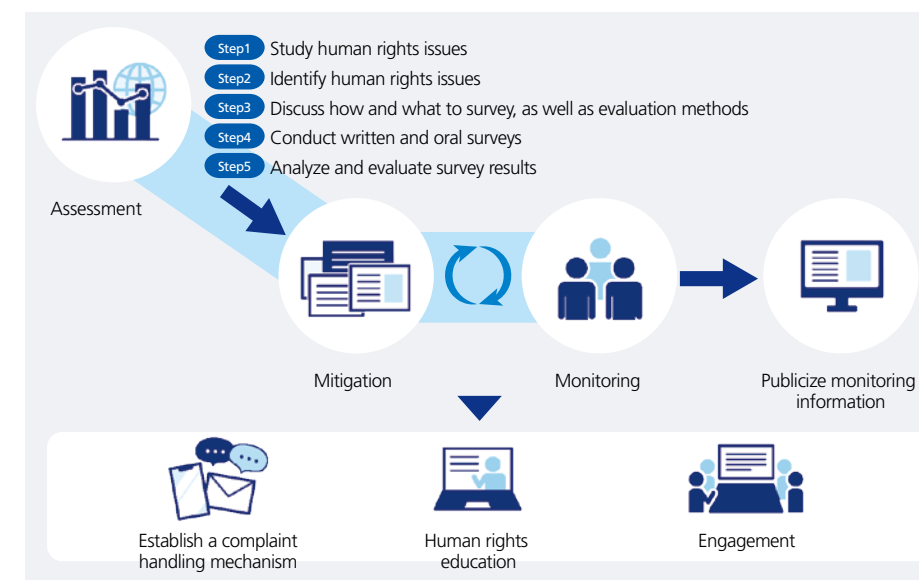 Step1 Study human rights issues
Step2 Identify human rights issues
Step3 Discuss how and what to survey, as well as evaluation methods
Step4 Conduct written and oral surveys
Step5 Analyze and evaluate survey results
Assessment
Mitigation
Monitoring
Publicize monitoring
information
Establish a complaint
handling mechanism
Human rights
education
Engagement